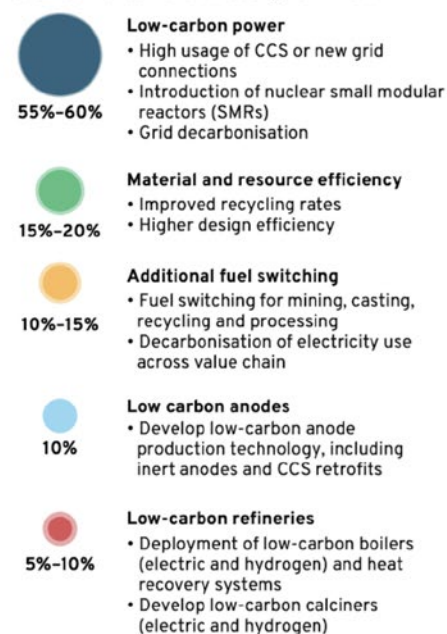 Low-carbon power
• High usage of CCS or new grid
connections
• Introduction of nuclear small modular
reactors (SMRs)
• Grid decarbonisation
55%–60%
Material and resource efficiency
• Improved recycling rates
• Higher design efficiency
15%–20%
Additional fuel switching
• Fuel switching for mining, casting,
recycling and processing
• Decarbonisation of electricity use
across value chain
10%–15%
Low carbon anodes
• Develop low-carbon anode
production technology, including
inert anodes and CCS retrofits
10%
Low-carbon refineries
• Deployment of low-carbon boilers
(electric and hydrogen) and heat
recovery systems
• Develop low-carbon calciners
(electric and hydrogen)
5%–10%